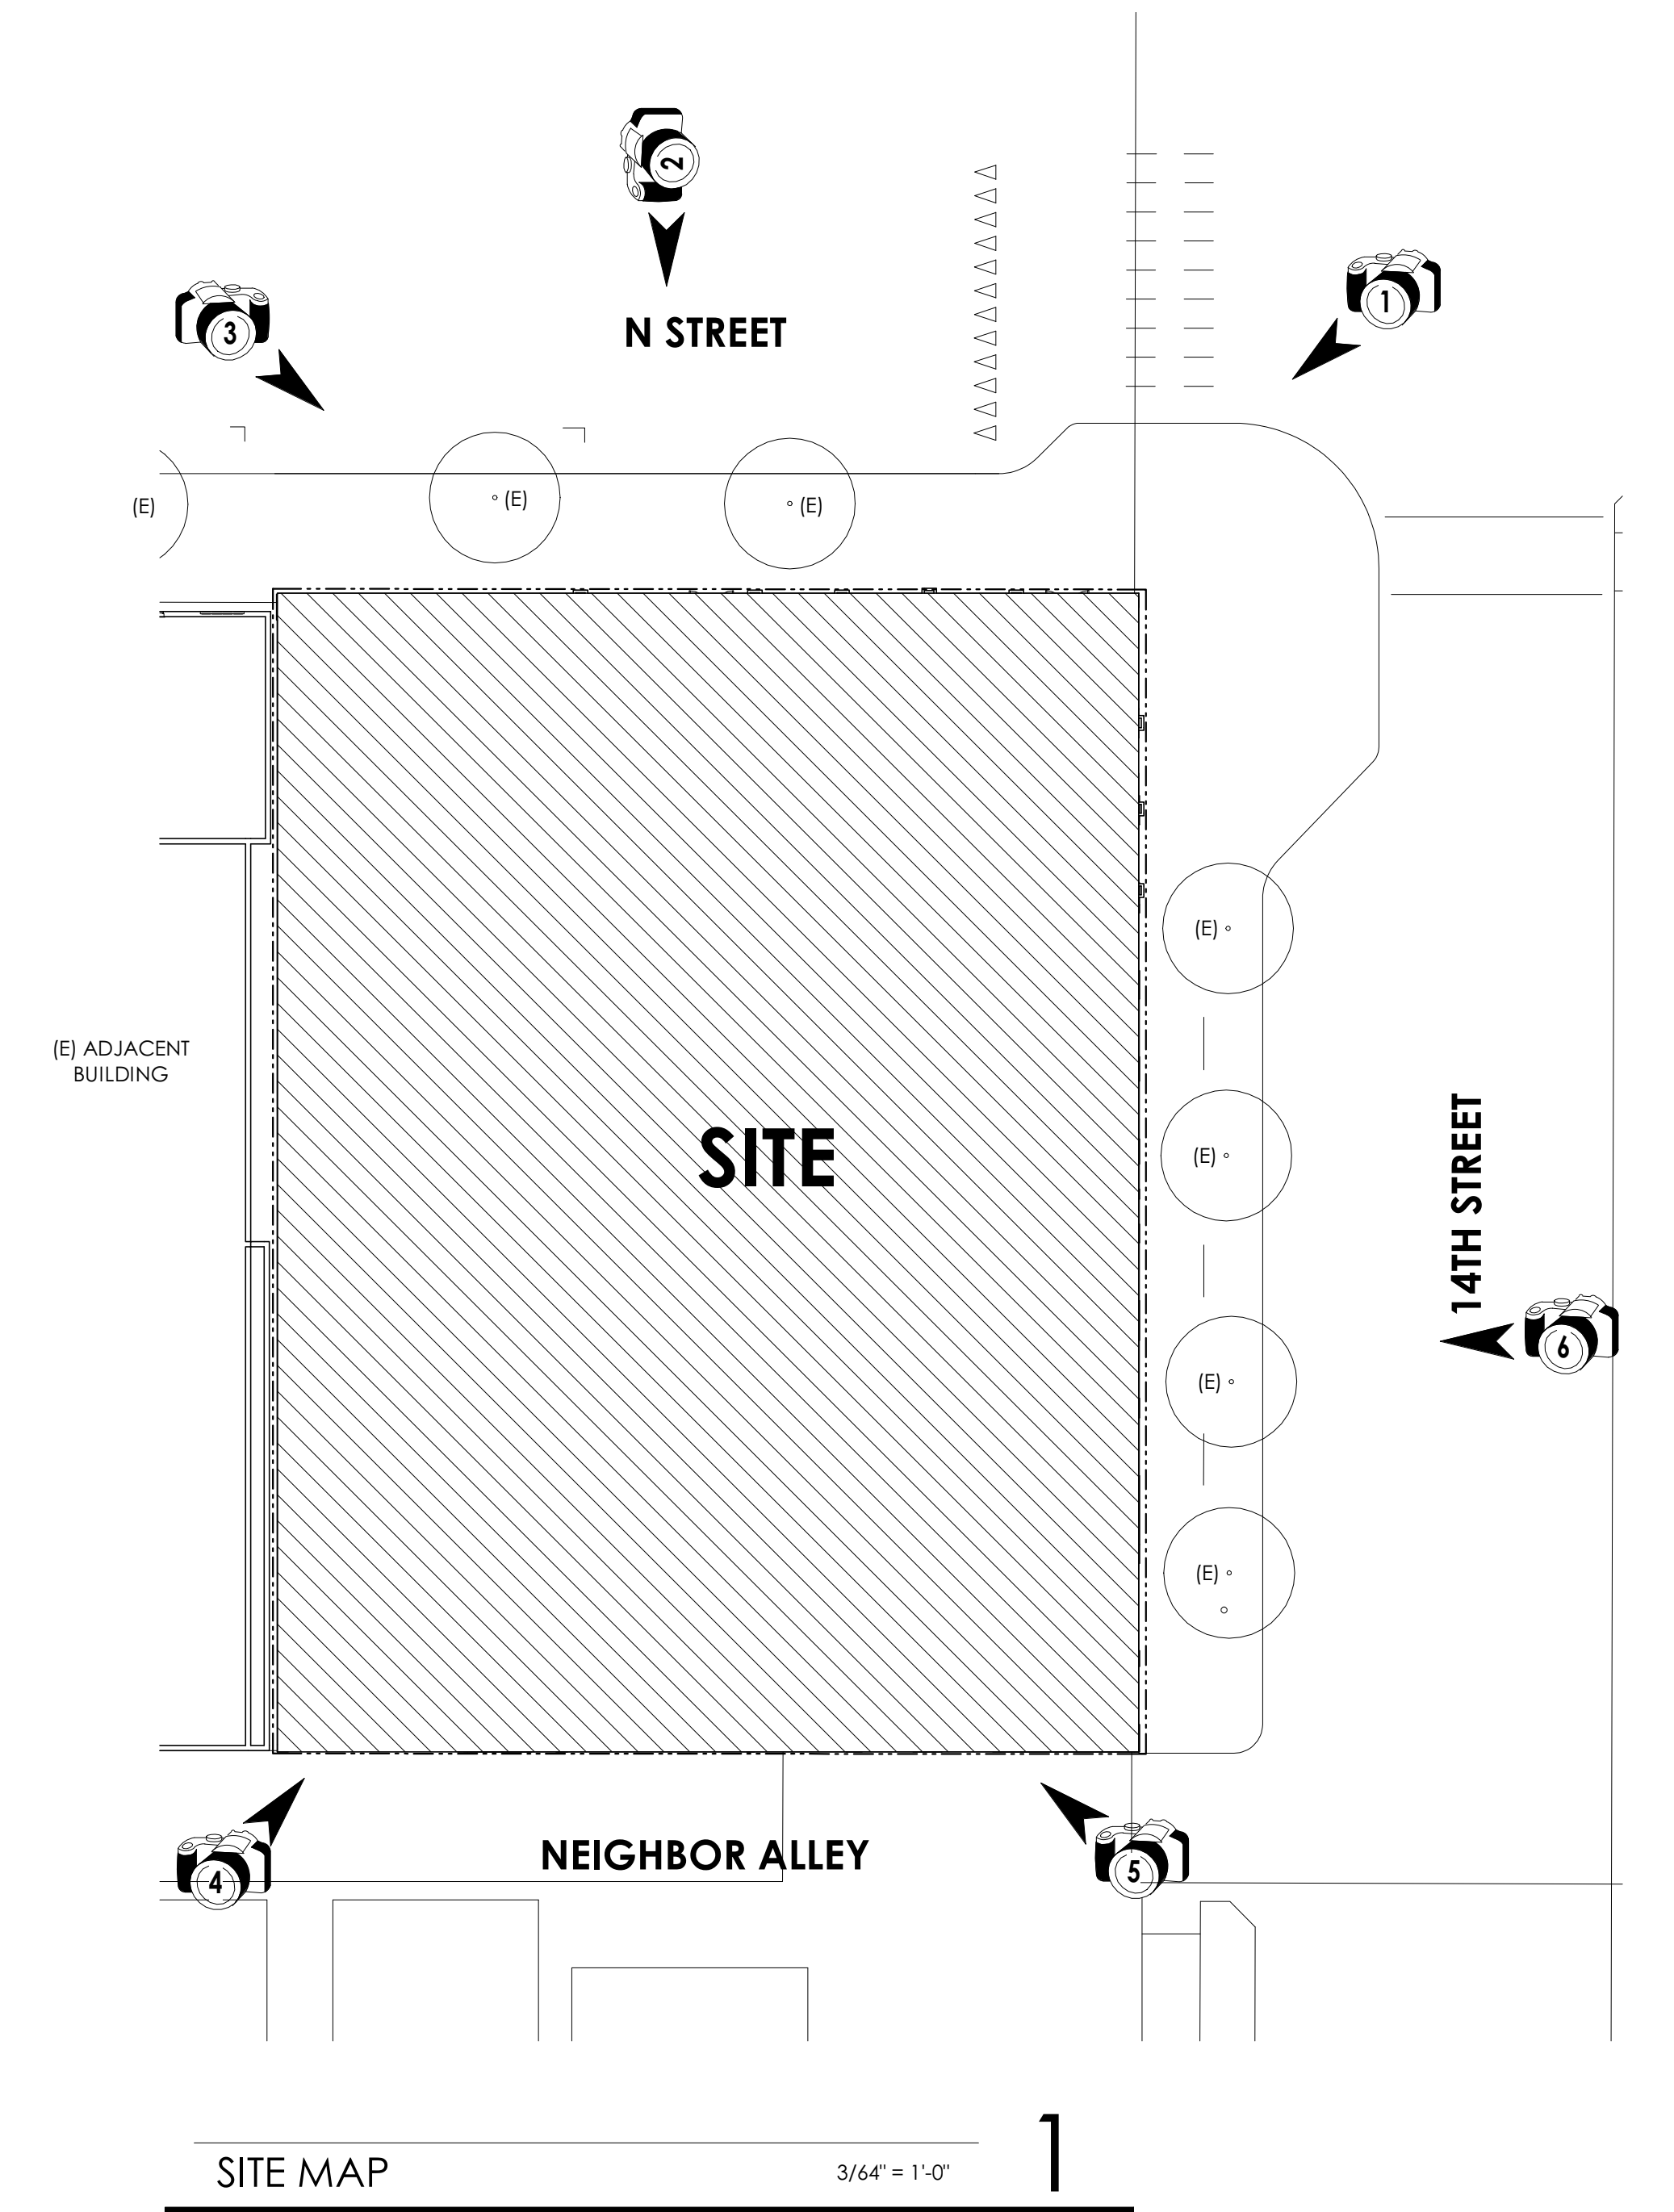 2
1
3
N STREET
(E)
(E)
(E)
(E)
(E) ADJACENT
BUILDING
SITE
(E)
14TH STREET
6
(E)
(E)
NEIGHBOR ALLEY
4
5
1
SITE MAP
3/64" = 1'-0"